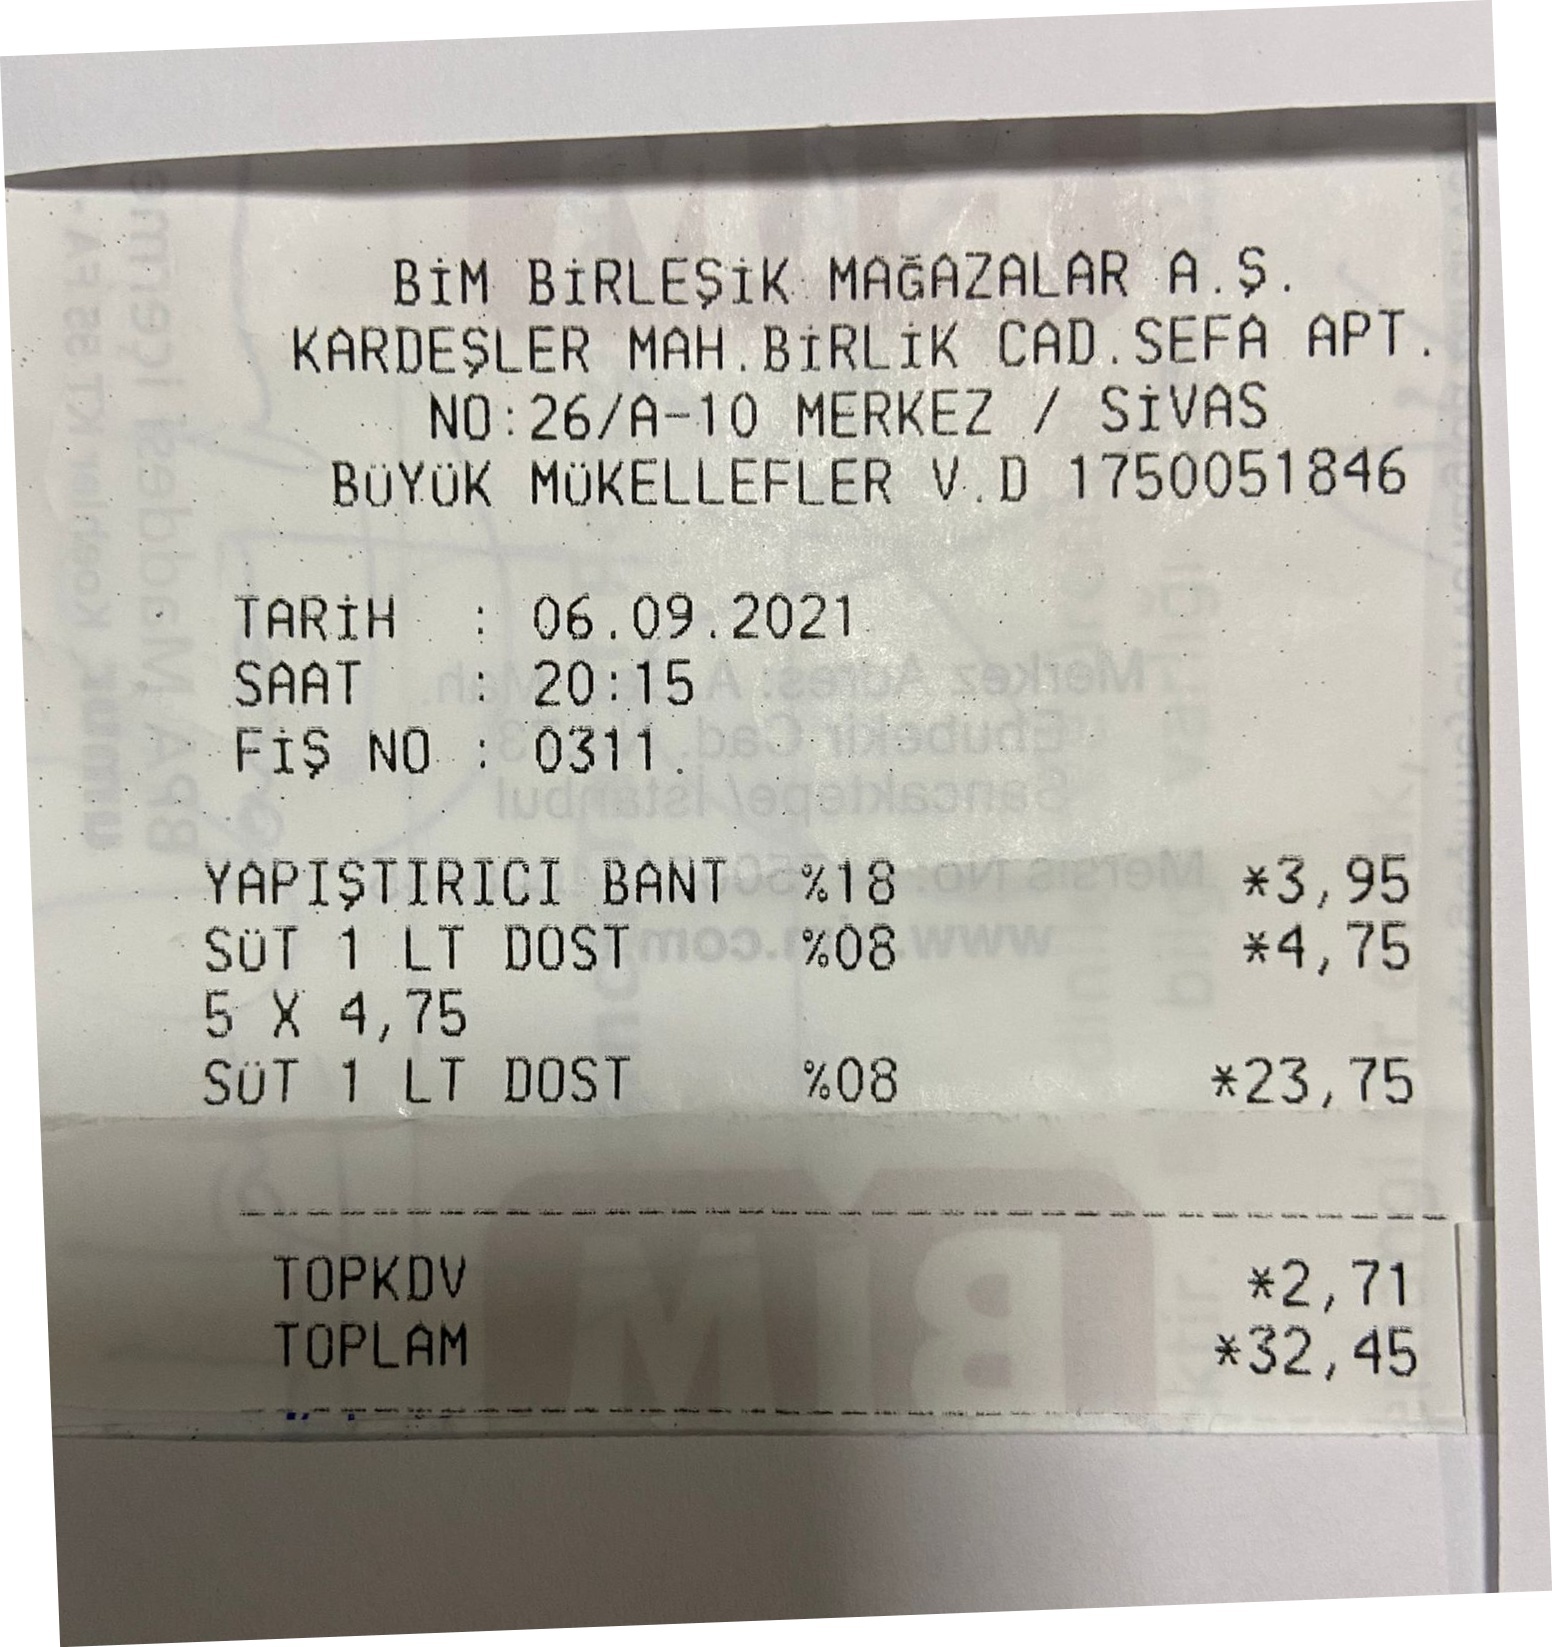 BİM BİRLEŞİK MAĞAZALAR A.Ş.
KARDEŞLER MAH.BİRLİK CAD.SEFA APT.
NO:26/A-10 MERKEZ / SİVAS
BÜYÜK MÜKELLEFLER V.D 1750051846
TARİH : 06.09.2021
SAAT : 20:15
FİŞ NO : 0311
YAPIŞTIRICI BANT %18 *3,95
SÜT 1 LT DOST %08 *4,75
5 X 4,75
SÜT 1 LT DOST %08 *23,75
TOPKDV *2,71
TOPLAM *32,45